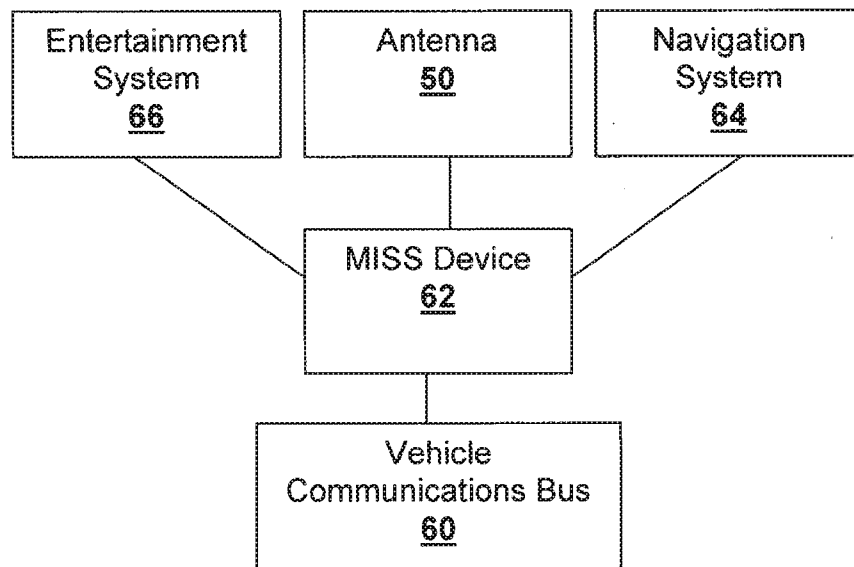 Entertainment
System
66
Antenna
50
Navigation
System
64
MISS Device
62
Vehicle
Communications Bus
60